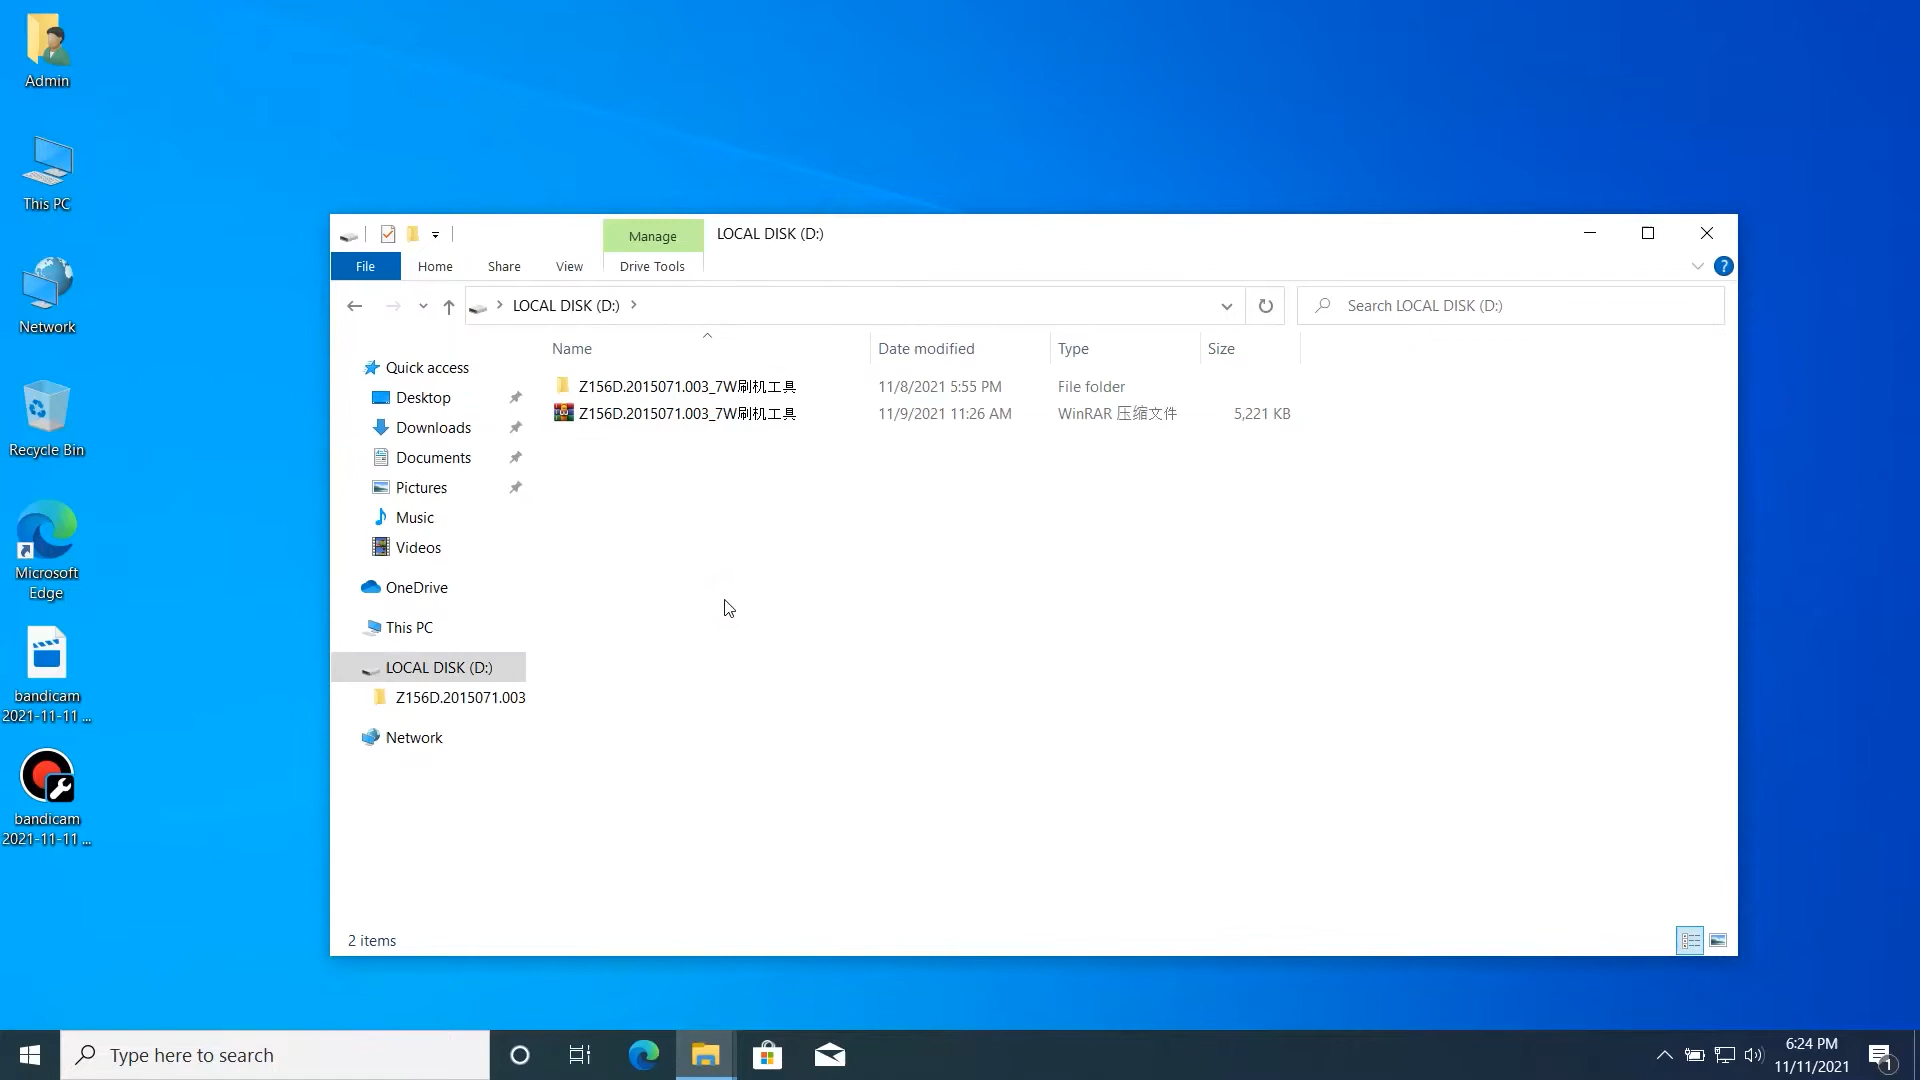 Admin
This PC
Network
Recycle Bin
Microsoft
Edge
bandicam
2021-11-11 ...
bandicam
2021-11-11 ...
Manage
LOCAL DISK (D:)
File
Home
Share
View
Drive Tools
?
LOCAL DISK (D:)
Search LOCAL DISK (D:)
Name
Date modified
Type
Size
Z156D.2015071.003_7W刷机工具
11/8/2021 5:55 PM
File folder
Z156D.2015071.003_7W刷机工具
11/9/2021 11:26 AM
WinRAR 压缩文件
5,221 KB
Quick access
Desktop
Downloads
Documents
Pictures
Music
Videos
OneDrive
This PC
LOCAL DISK (D:)
Z156D.2015071.003
Network
2 items
Type here to search
6:24 PM
11/11/2021
1